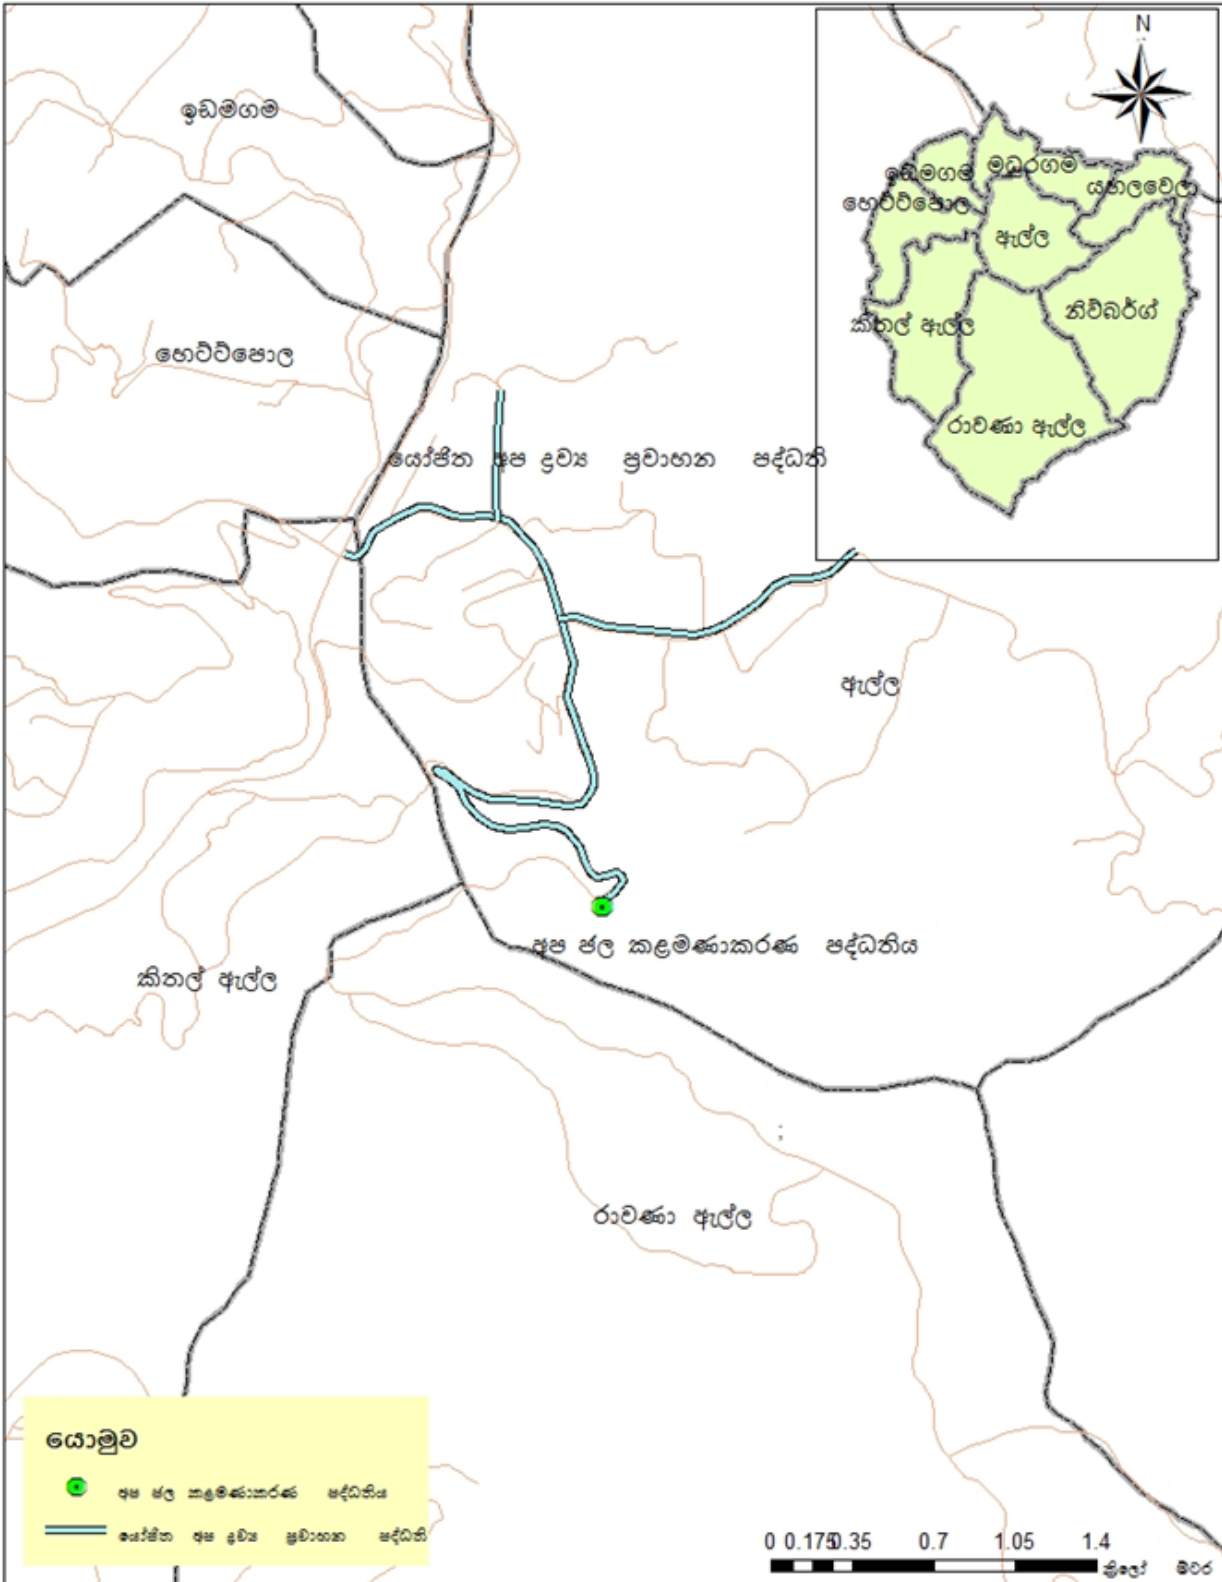 N
ඉඩමගම
මධුරගම
ඉඩමගම
යහලවෙල
හෙට්ට්පොල
ඇල්ල
නිව්බර්ග්
කිතල් ඇල්ල
හෙට්ට්පොල
රාවණා ඇල්ල
යෝජිත අප ද්‍රව්‍ය ප්‍රවාහන පද්ධති
ඇල්ල
අප ජල කළමණාකරණ පද්ධතිය
කිතල් ඇල්ල
;
රාවණා ඇල්ල
යොමුව
අප ජල කළමණාකරණ පද්ධතිය
යෝජිත අප ද්‍රව්‍ය ප්‍රවාහන පද්ධති
0 0.175 0.35 0.7 1.05 1.4
ක්‍රිලෝ මීටර